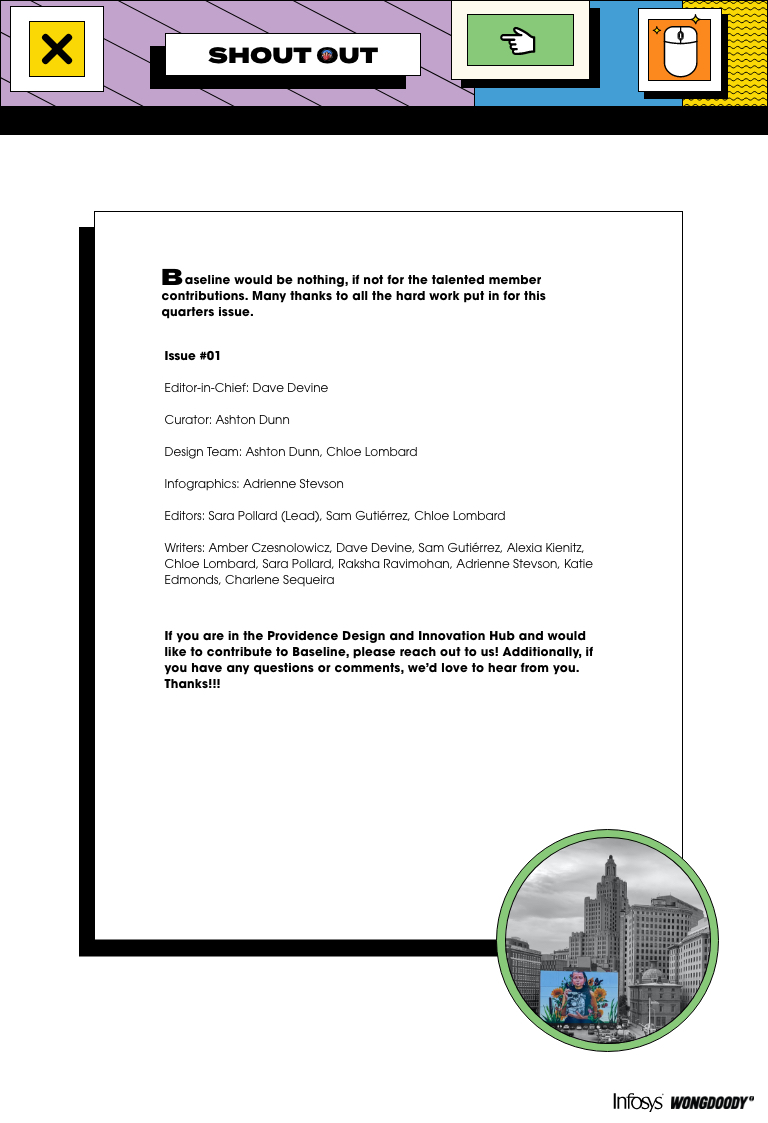 SHOUT OUT
Baseline would be nothing, if not for the talented member
contributions. Many thanks to all the hard work put in for this
quarters issue.
Issue #01
Editor-in-Chief: Dave Devine
Curator: Ashton Dunn
Design Team: Ashton Dunn, Chloe Lombard
Infographics: Adrienne Stevson
Editors: Sara Pollard (Lead), Sam Gutiérrez, Chloe Lombard
Writers: Amber Czesnolowicz, Dave Devine, Sam Gutiérrez, Alexia Kienitz,
Chloe Lombard, Sara Pollard, Raksha Ravimohan, Adrienne Stevson, Katie
Edmonds, Charlene Sequeira
If you are in the Providence Design and Innovation Hub and would
like to contribute to Baseline, please reach out to us! Additionally, if
you have any questions or comments, we’d love to hear from you.
Thanks!!!
Infosys WONGDOODY